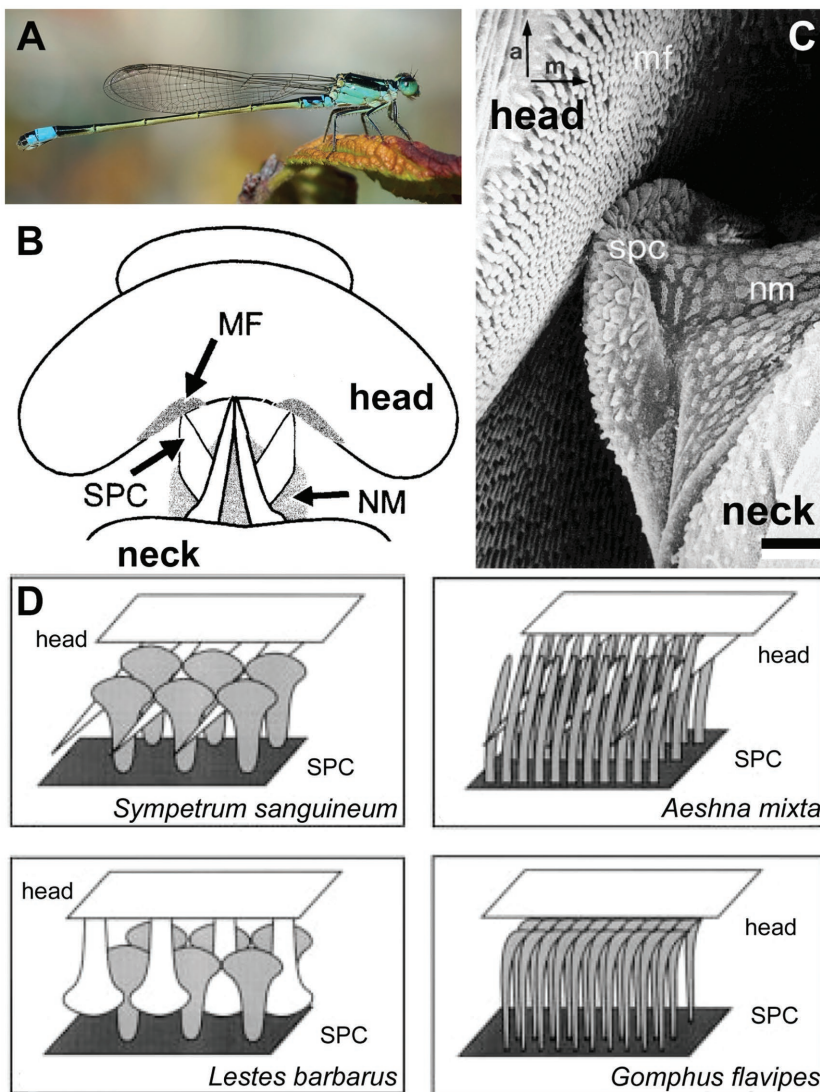 A
B
MF
head
SPC
NM
neck
C
a
m
mf
head
spc
nm
neck
D
head
SPC
Sympetrum sanguineum
head
SPC
Aeshna mixta
head
SPC
Lestes barbarus
head
SPC
Gomphus flavipes